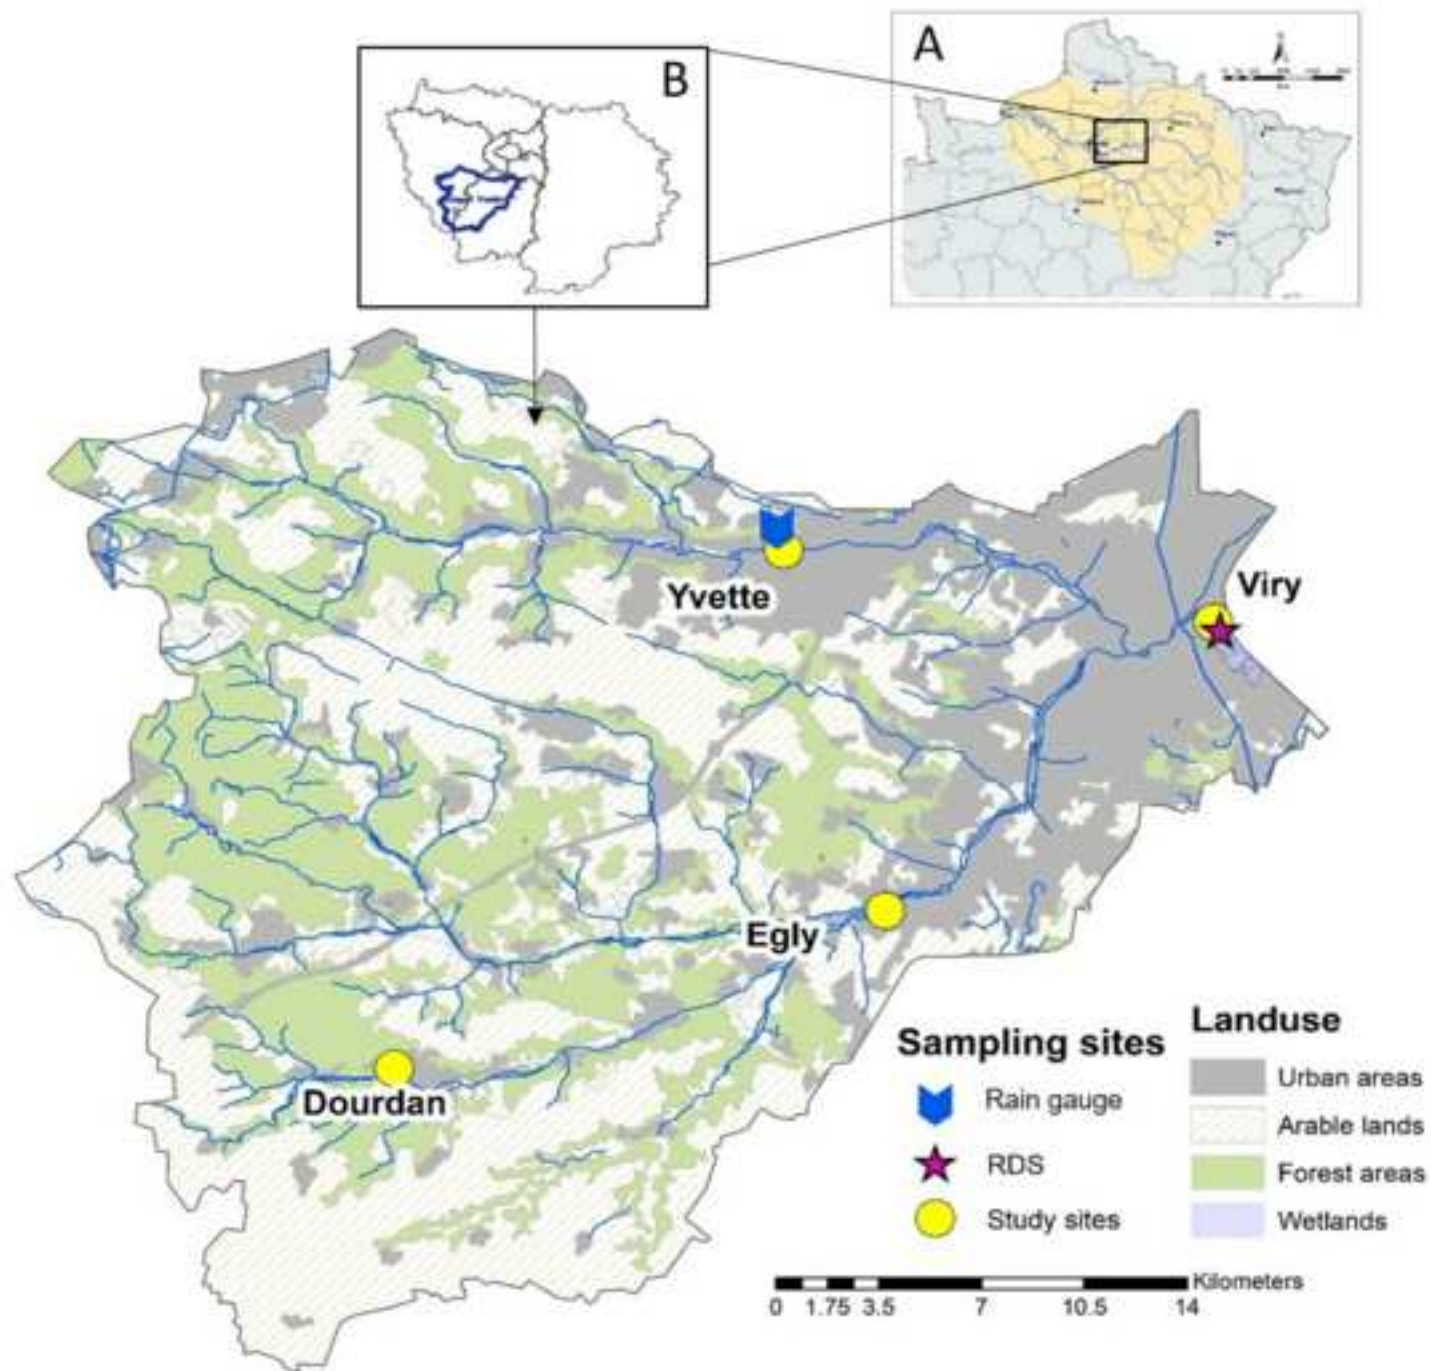 B
A
Yvette
Viry
Egly
Dourdan
Sampling sites
Rain gauge
RDS
Study sites
Landuse
Urban areas
Arable lands
Forest areas
Wetlands
Kilometers
0 1.75 3.5 7 10.5 14